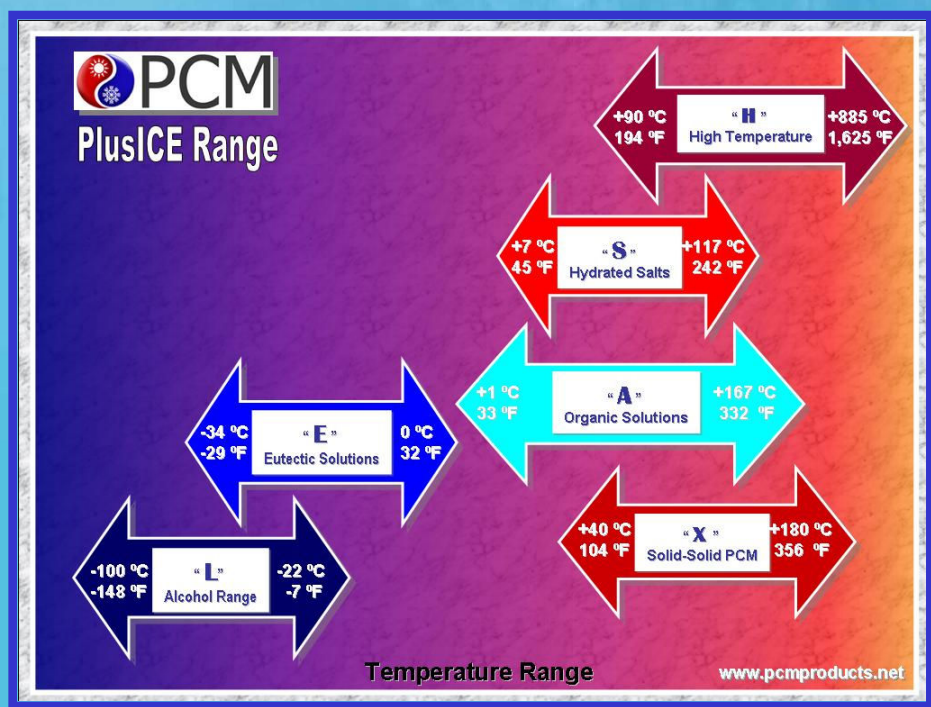 PCM
PlusICE Range
+90 ºC
194 ºF
“ H ”
High Temperature
+885 ºC
1,625 ºF
+7 ºC
45 ºF
“ S ”
Hydrated Salts
+117 ºC
242 ºF
+1 ºC
33 ºF
“ A ”
Organic Solutions
+167 ºC
332 ºF
-34 ºC
-29 ºF
“ E ”
Eutectic Solutions
0 ºC
32 ºF
+40 ºC
104 ºF
“ X ”
Solid-Solid PCM
+180 ºC
356 ºF
-100 ºC
-148 ºF
“ L ”
Alcohol Range
-22 ºC
-7 ºF
Temperature Range
www.pcmproducts.net